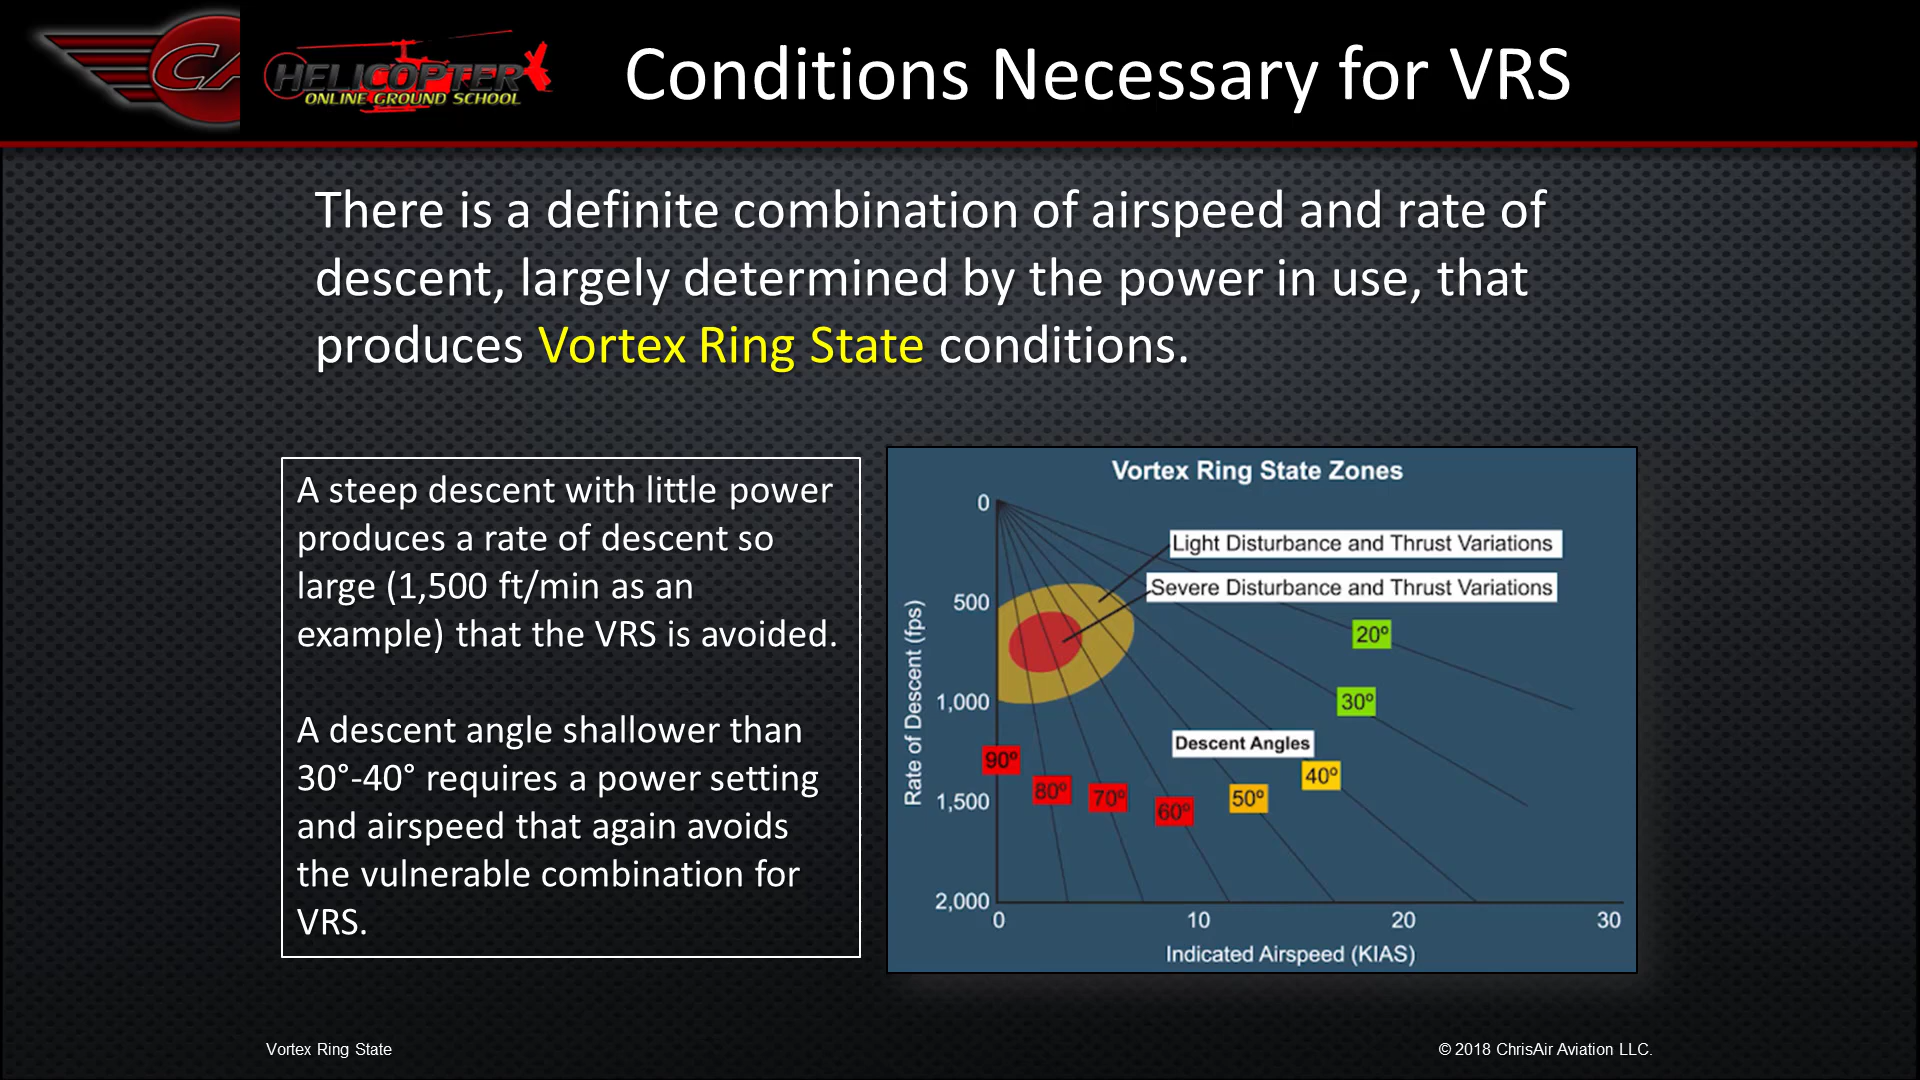 CA
HELICOPTER
ONLINE GROUND SCHOOL
Conditions Necessary for VRS
There is a definite combination of airspeed and rate of
descent, largely determined by the power in use, that
produces Vortex Ring State conditions.
A steep descent with little power
produces a rate of descent so
large (1,500 ft/min as an
example) that the VRS is avoided.
A descent angle shallower than
30°-40° requires a power setting
and airspeed that again avoids
the vulnerable combination for
VRS.
Vortex Ring State Zones
0
Light Disturbance and Thrust Variations
Severe Disturbance and Thrust Variations
500
20º
30º
1,000
Rate of Descent (fps)
Descent Angles
90º
80º
70º
60º
50º
40º
1,500
2,000
0
10
20
30
Indicated Airspeed (KIAS)
Vortex Ring State
© 2018 ChrisAir Aviation LLC.